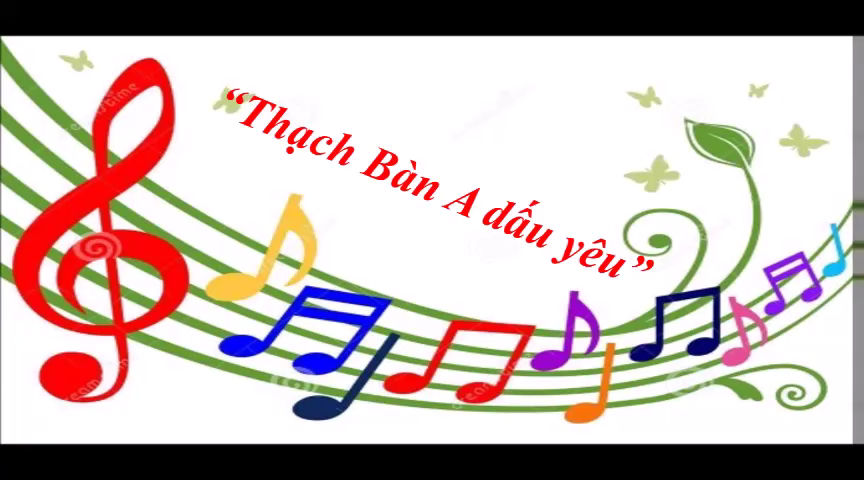 “Thạch Bàn A dấu yêu”